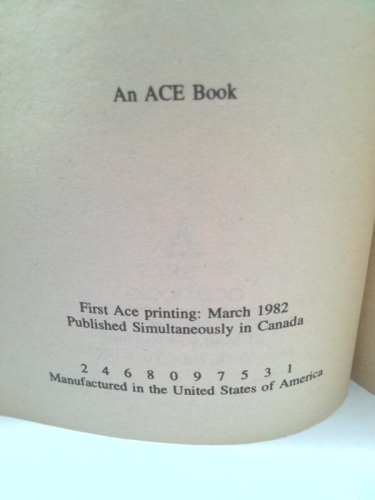 An ACE Book
First Ace printing: March 1982
Published Simultaneously in Canada
2 4 6 8 0 9 7 5 3 1
Manufactured in the United States of America